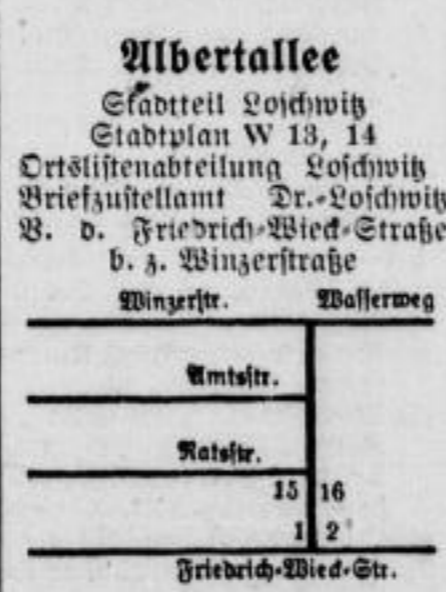 Albertallee
Stadtteil Loschwitz
Stadtplan W 13, 14
Ortslistenabteilung Loschwitz
Briefzustellamt Dr.-Loschwitz
V. d. Friedrich-Wieck-Straße
b. z. Winzerstraße
Winzerstr. Wasserweg
Amtsstr.
Ratsstr.
15 16
1 2
Friedrich-Wieck-Str.